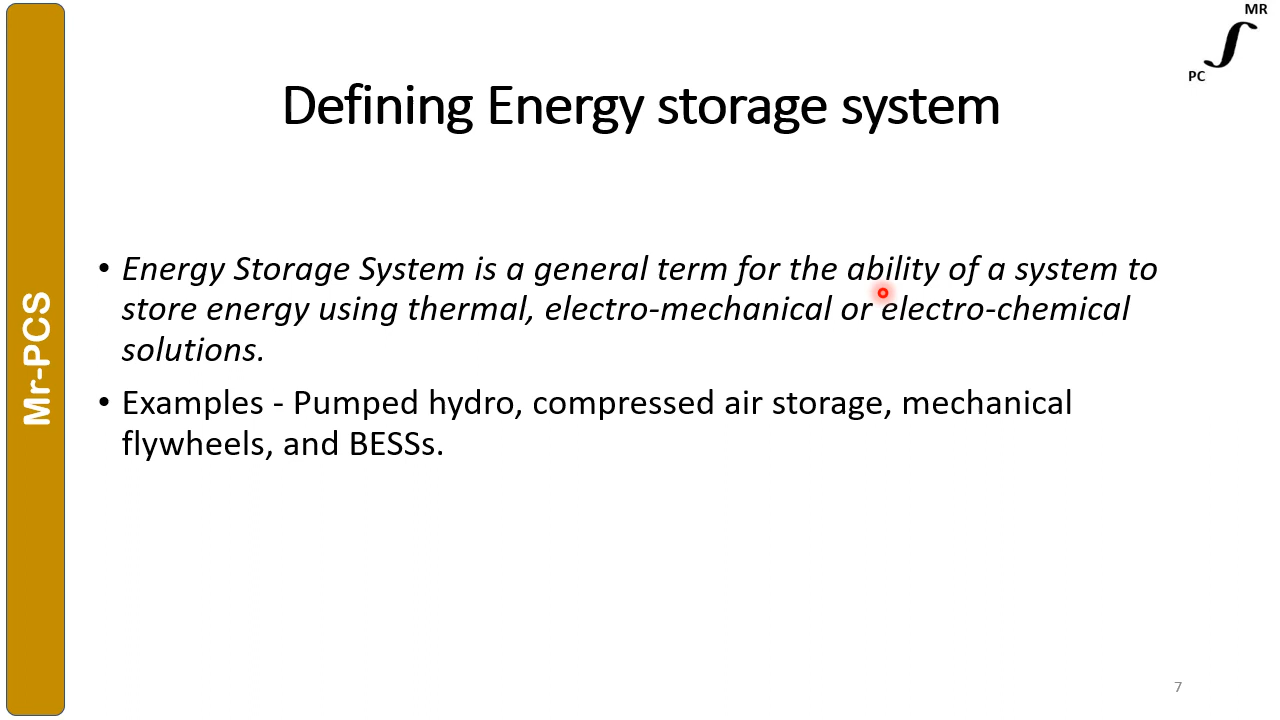 MR
PC
Defining Energy storage system
• Energy Storage System is a general term for the ability of a system to
store energy using thermal, electro-mechanical or electro-chemical
solutions.
• Examples - Pumped hydro, compressed air storage, mechanical
flywheels, and BESSs.
Mr-PCS
7